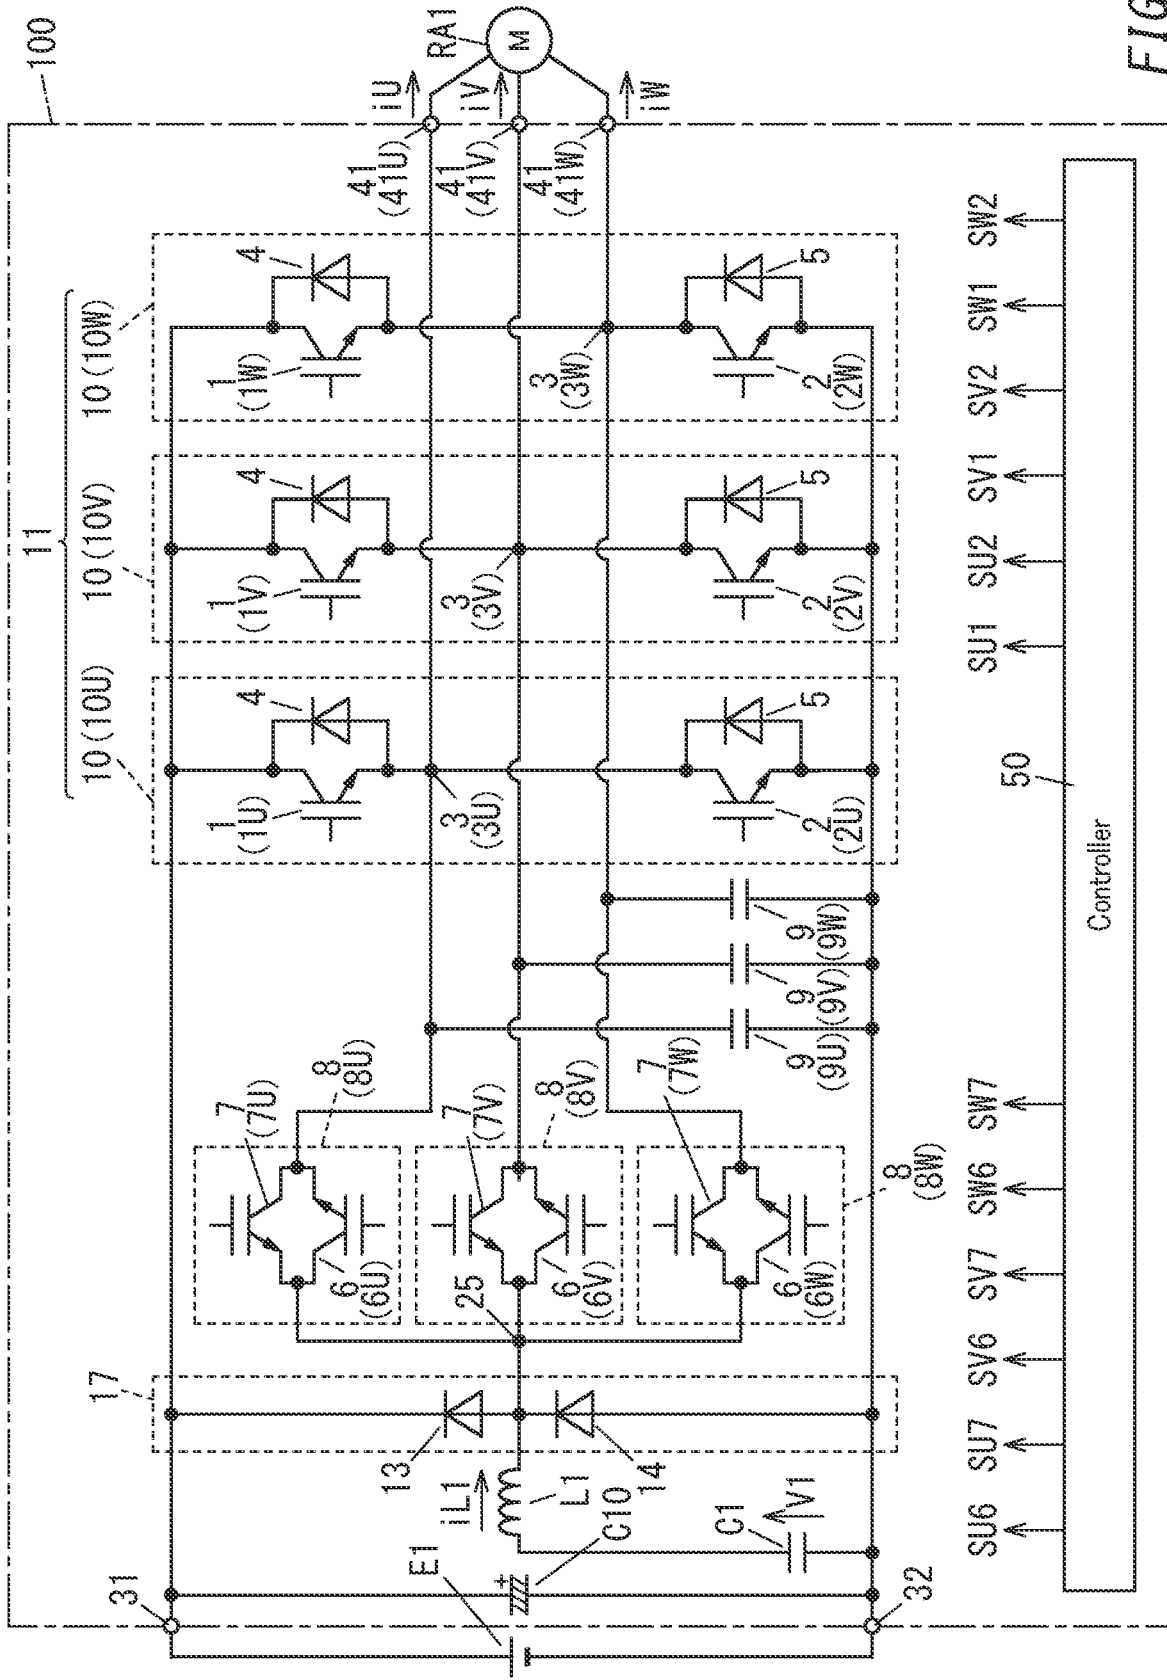 FIG
100
11
10 (10U)
10 (10V)
10 (10W)
RA1
M
iU
iV
iW
41
(41U)
41
(41V)
41
(41W)
1
(1U)
4
1
(1V)
4
1
(1W)
4
3
(3U)
3
(3V)
3
(3W)
2
(2U)
5
2
(2V)
5
2
(2W)
5
17
31
E1
13
iL1
L1
C10
14
C1
V1
32
25
7
(7U)
8
(8U)
6
(6U)
7
(7V)
8
(8V)
6
(6V)
7
(7W)
8
(8W)
6
(6W)
9
(9U)
9
(9V)
9
(9W)
+
SU6
SU7
SV6
SV7
SW6
SW7
50
SU1
SU2
SV1
SV2
SW1
SW2
Controller